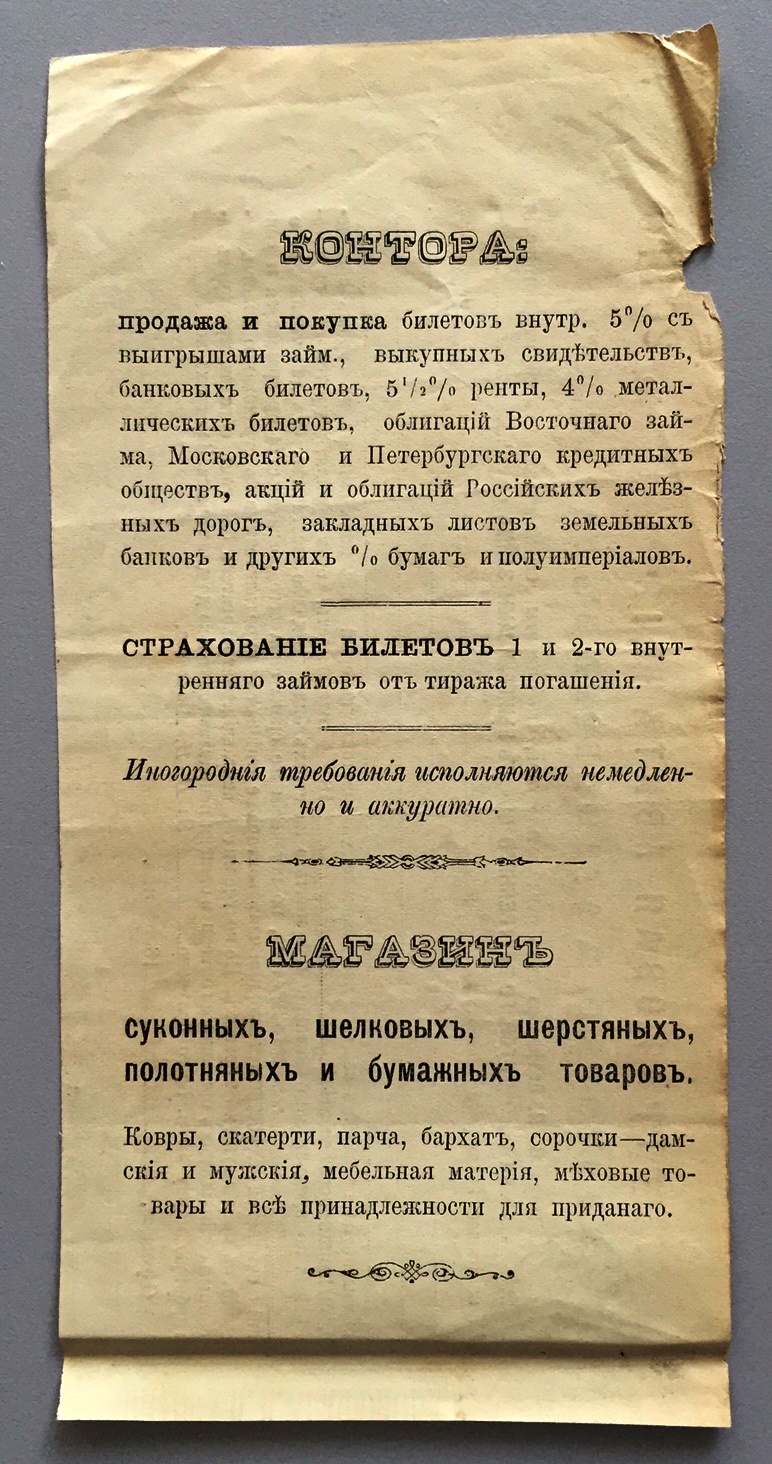 КОНТОРА:
продажа и покупка билетовъ внутр. 5% съ
выигрышами займ., выкупныхъ свидѣтельствъ,
банковыхъ билетовъ, 5½% ренты, 4% метал-
лическихъ билетовъ, облигацій Восточнаго зай-
ма, Московскаго и Петербургскаго кредитныхъ
обществъ, акцій и облигацій Россійскихъ желѣз-
ныхъ дорогъ, закладныхъ листовъ земельныхъ
банковъ и другихъ % бумагъ и полуимперіаловъ.
СТРАХОВАНІЕ БИЛЕТОВЪ 1 и 2-го внут-
ренняго займовъ отъ тиража погашенія.
Иногороднія требованія исполняются немедлен-
но и аккуратно.
МАГАЗИНЪ
суконныхъ, шелковыхъ, шерстяныхъ,
полотняныхъ и бумажныхъ товаровъ.
Ковры, скатерти, парча, бархатъ, сорочки—дам-
скія и мужскія, мебельная матерія, мѣховые то-
вары и всѣ принадлежности для приданаго.